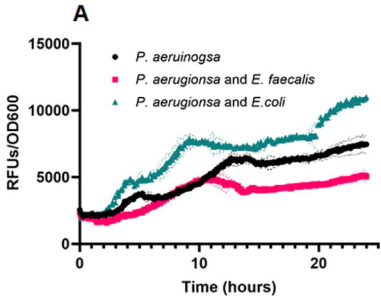 A
15000
10000
5000
0
RFUs/OD600
P. aeruinogsa
P. aerugionsa and E. faecalis
P. aerugionsa and E.coli
0 10 20
Time (hours)